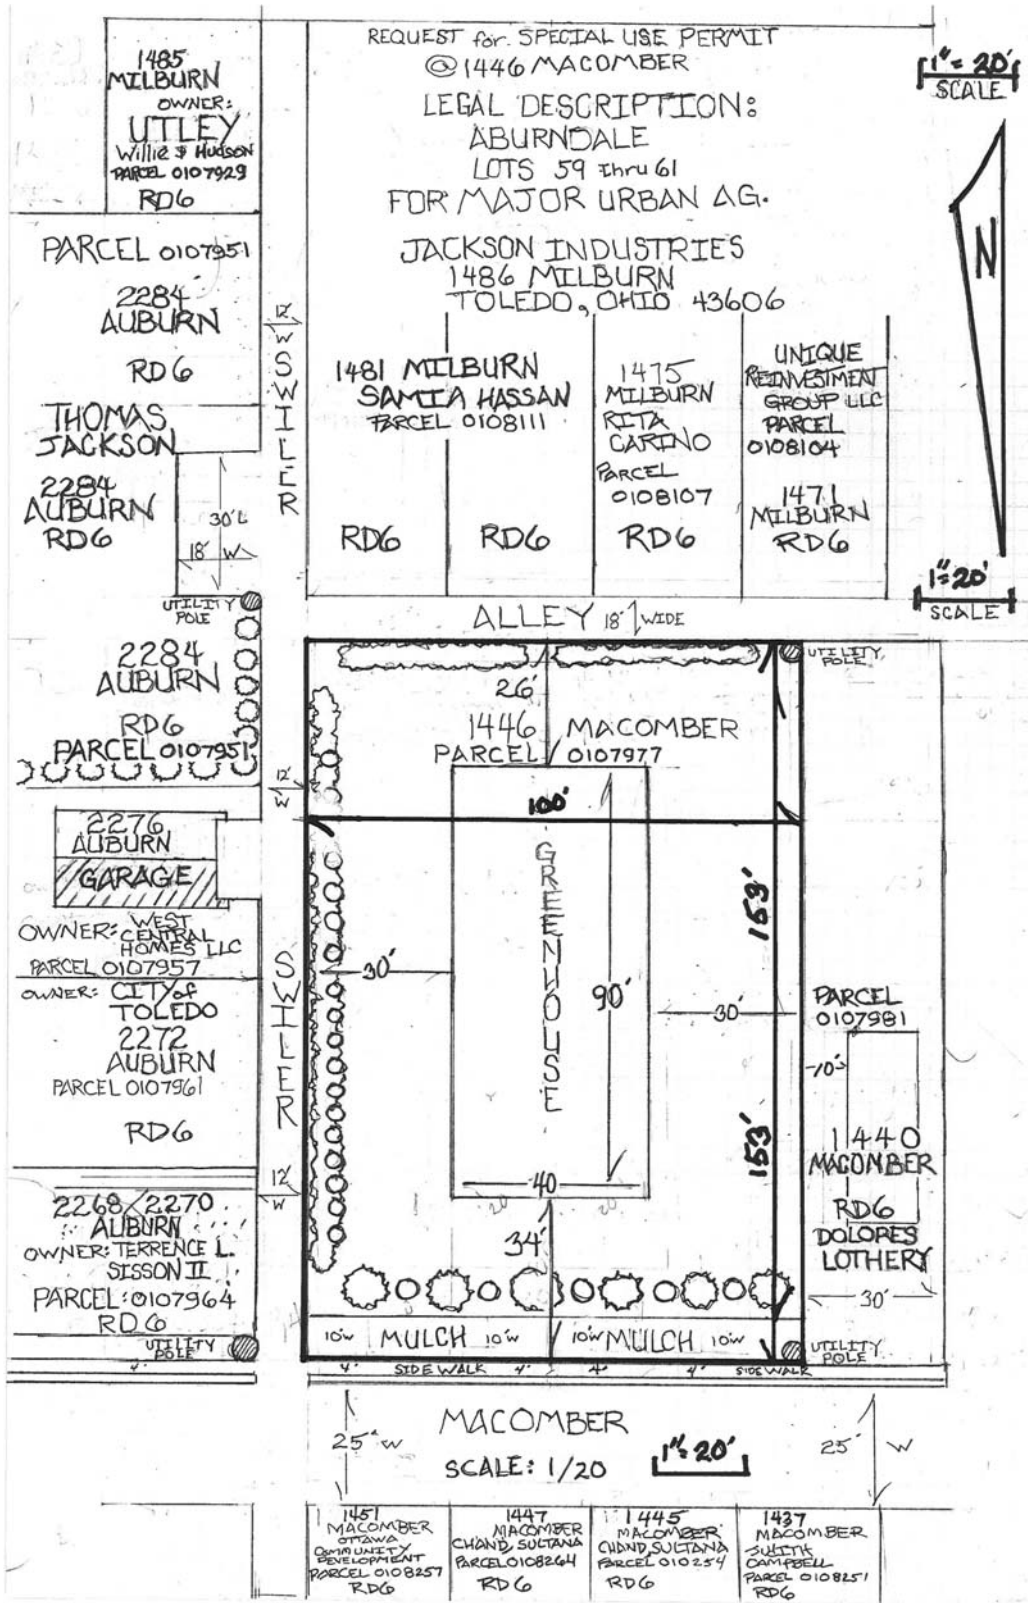 REQUEST for SPECIAL USE PERMIT
@ 1446 MACOMBER
LEGAL DESCRIPTION:
ABURNDALE
LOTS 59 thru 61
FOR MAJOR URBAN AG.
JACKSON INDUSTRIES
1486 MILBURN
TOLEDO, OHIO 43606
1"=20'
SCALE
N
1"=20'
SCALE
1485
MILBURN
OWNER:
UTLEY
Willie & HUDSON
PARCEL 0107929
RD6
PARCEL 0107951
2284
AUBURN
RD6
THOMAS
JACKSON
2284
AUBURN
RD6
30'L
18' W
UTILITY
POLE
12'
W
SWILER
1481 MILBURN
SAMIA HASSAN
PARCEL 0108111
RD6
RD6
1475
MILBURN
RITA
CARINO
PARCEL
0108107
RD6
UNIQUE
REINVESTMENT
GROUP LLC
PARCEL
0108104
1471
MILBURN
RD6
ALLEY 18' WIDE
2284
AUBURN
RD6
PARCEL 0107951
12'
W
2276
AUBURN
GARAGE
OWNER: WEST
CENTRAL
HOMES LLC
PARCEL 0107957
OWNER: CITY of
TOLEDO
2272
AUBURN
PARCEL 0107961
RD6
SWILER
12'
W
2268/2270
AUBURN
OWNER: TERRENCE L.
SISSON II
PARCEL: 0107964
RD6
UTILITY
POLE
4'
UTILITY
POLE
26'
1446 MACOMBER
PARCEL 0107977
100'
GREENHOUSE
30'
90'
30'
153'
153'
40
20
20
34'
10'W MULCH 10'W
10'W MULCH 10'W
4' SIDEWALK 4' 4' 4' SIDEWALK
PARCEL
0107981
10'
1440
MACOMBER
RD6
DOLORES
LOTHERY
30'
UTILITY
POLE
25' W
MACOMBER
25' W
SCALE: 1/20
1"=20'
1451
MACOMBER
OTTAWA
COMMUNITY
DEVELOPMENT
PARCEL 0108257
RD6
1447
MACOMBER
CHAND, SULTANA
PARCEL 0108264
RD6
1445
MACOMBER
CHAND, SULTANA
PARCEL 010254
RD6
1437
MACOMBER
CAMPBELL
PARCEL 0108251
RD6